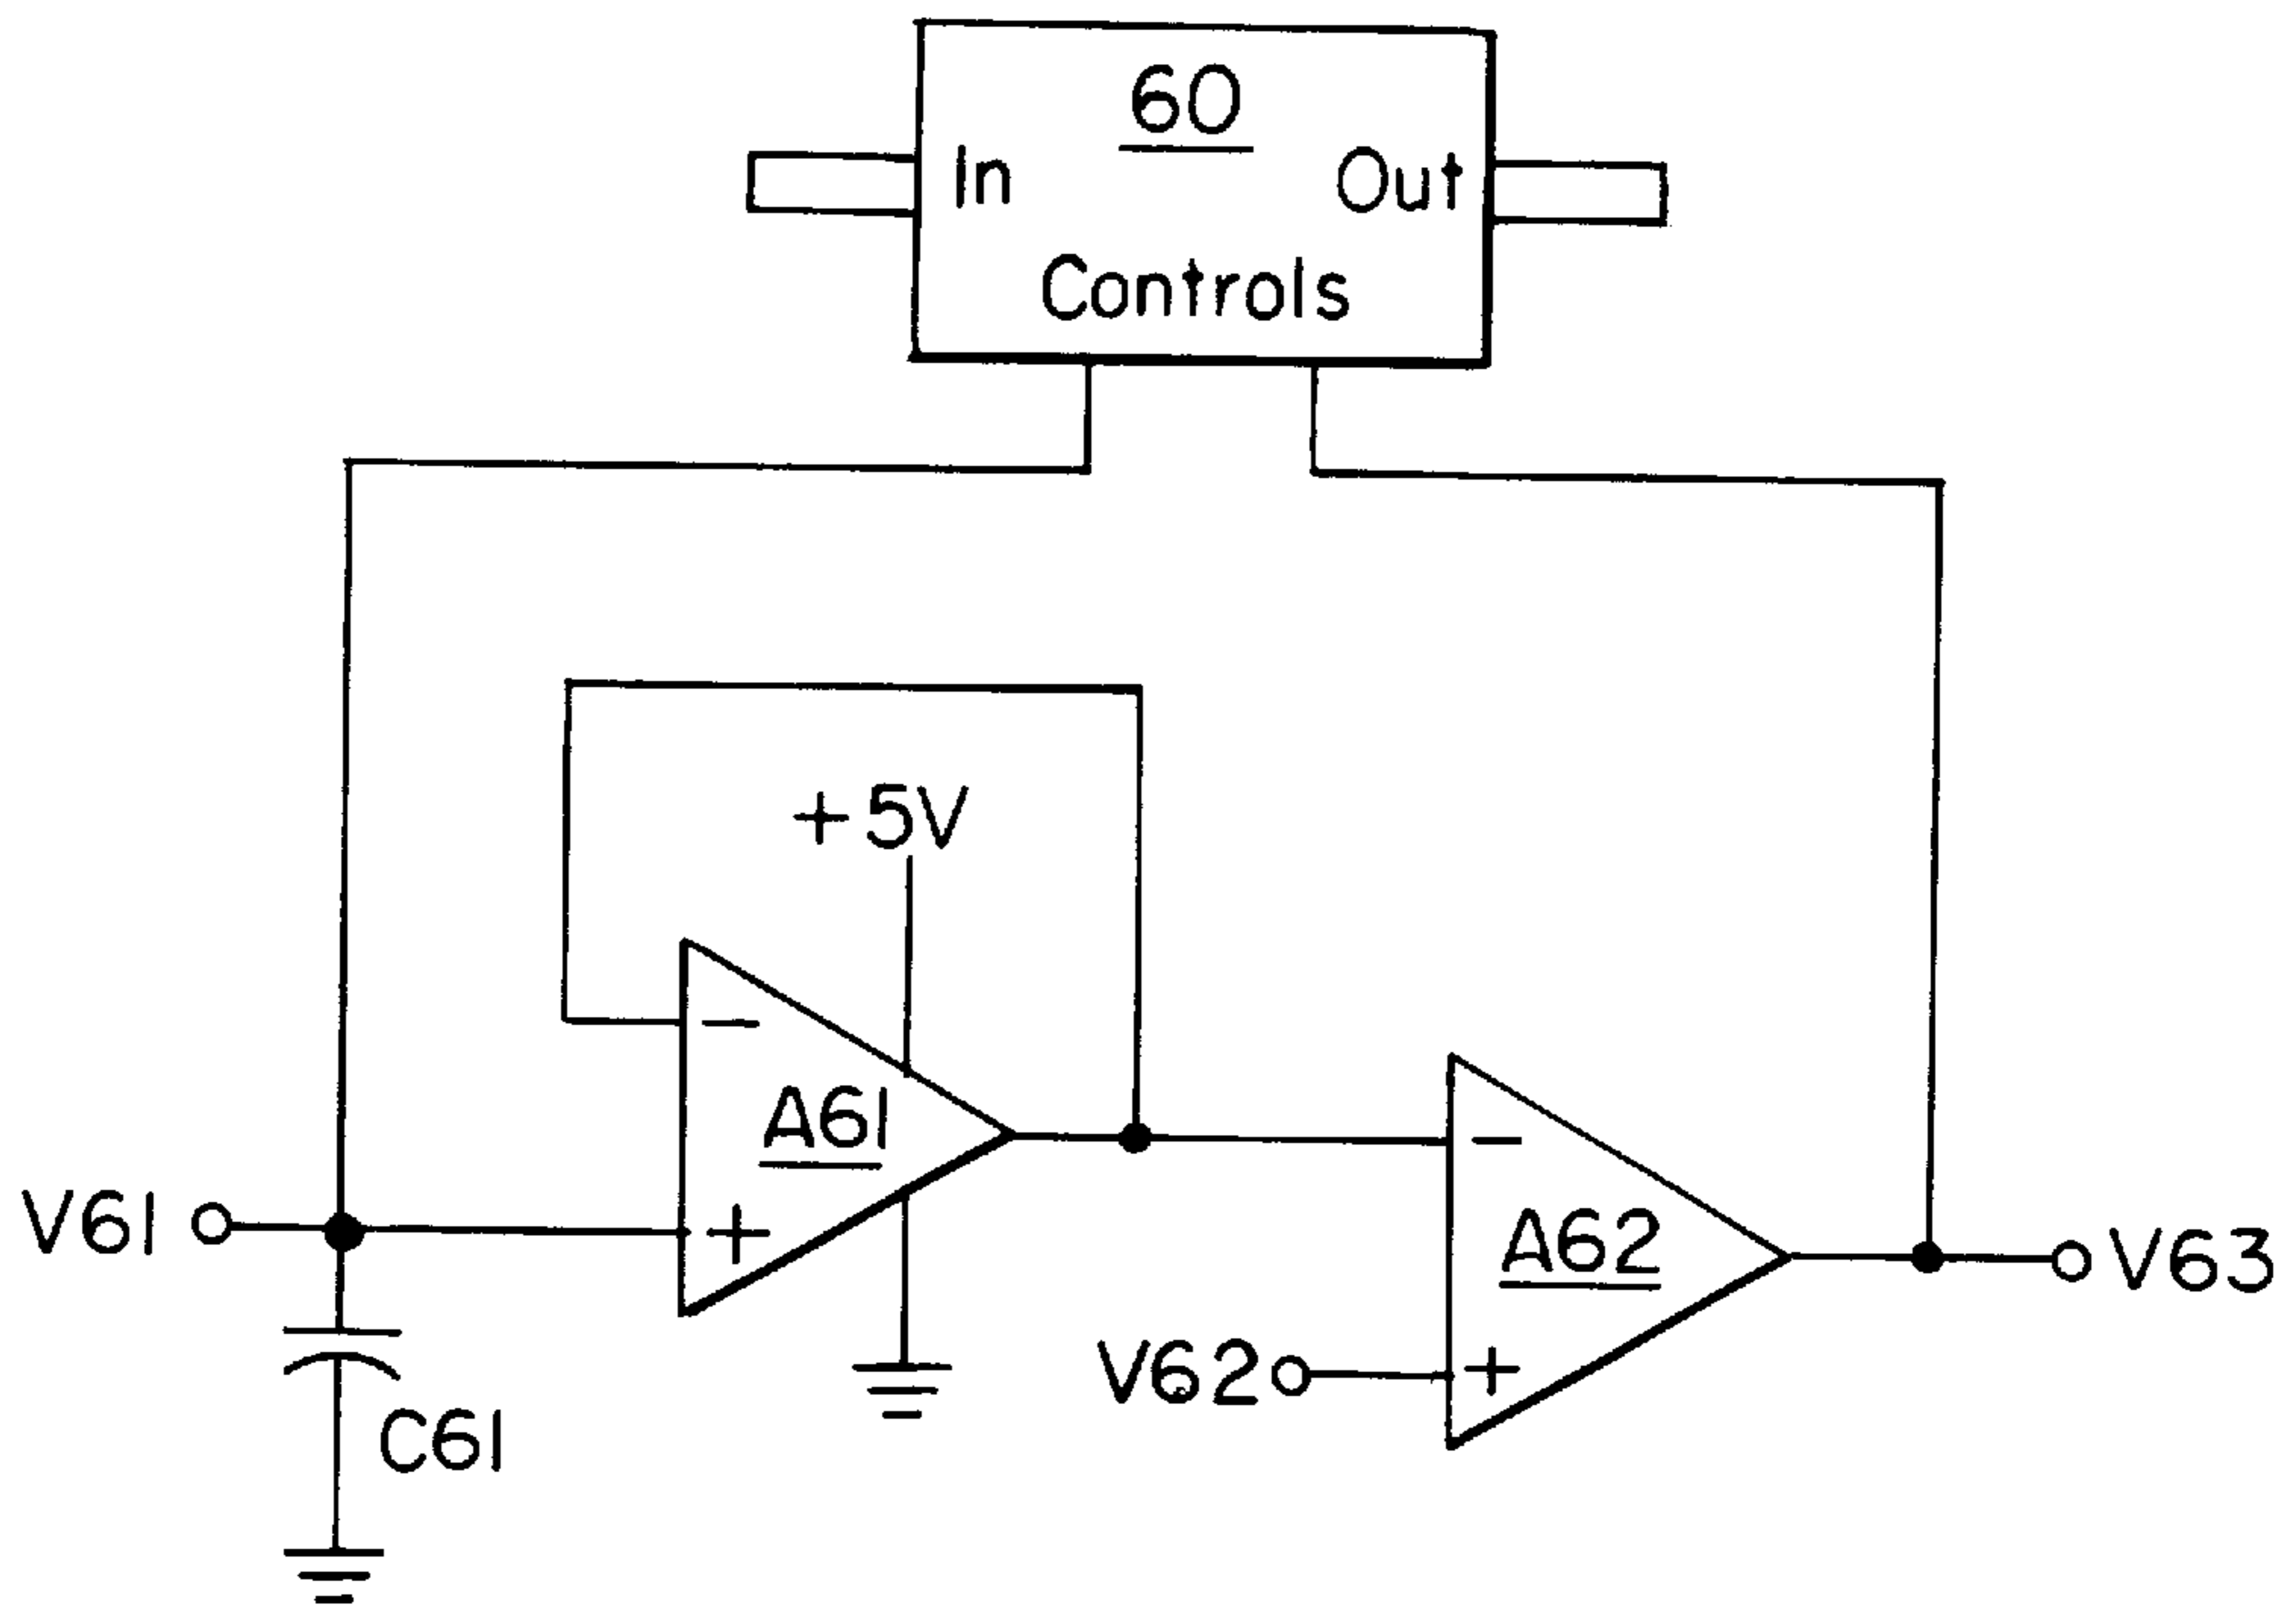 60
In Out
Controls
+5V
-
A61
+
V61
C61
-
A62
+
V62
V63